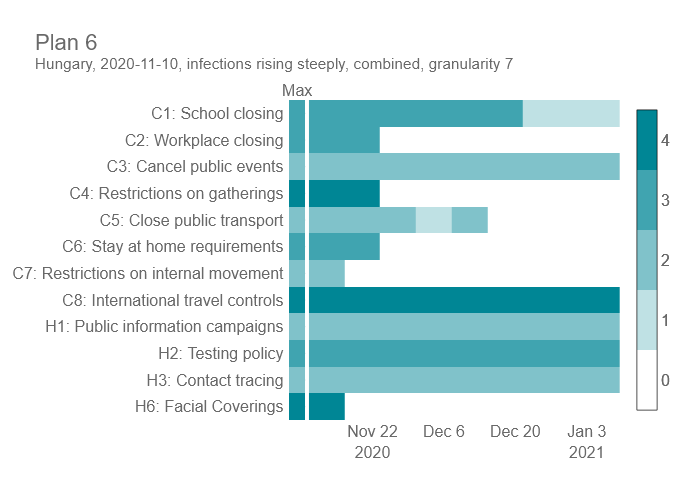 Plan 6
Hungary, 2020-11-10, infections rising steeply, combined, granularity 7
Max
C1: School closing
C2: Workplace closing
C3: Cancel public events
C4: Restrictions on gatherings
C5: Close public transport
C6: Stay at home requirements
C7: Restrictions on internal movement
C8: International travel controls
H1: Public information campaigns
H2: Testing policy
H3: Contact tracing
H6: Facial Coverings
4
3
2
1
0
Nov 22 Dec 6 Dec 20 Jan 3
2020 2021